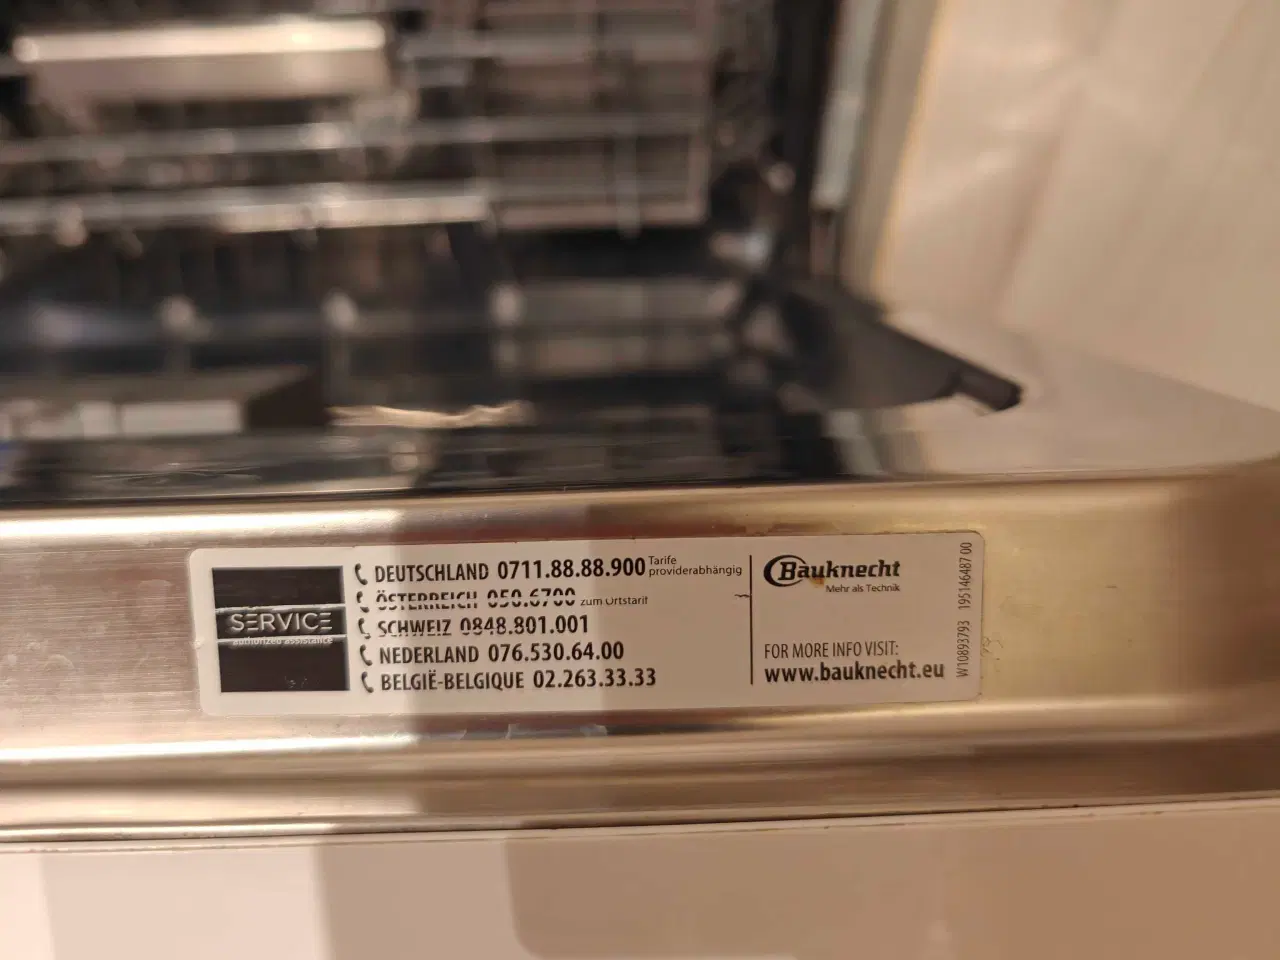 SERVICE
authorized assistance
DEUTSCHLAND 0711.88.88.900 Tarife providerabhängig
ÖSTERREICH 050.6700 zum Ortstarif
SCHWEIZ 0848.801.001
NEDERLAND 076.530.64.00
BELGIË-BELGIQUE 02.263.33.33
Bauknecht
Mehr als Technik
FOR MORE INFO VISIT:
www.bauknecht.eu
W10893793 195146487 00